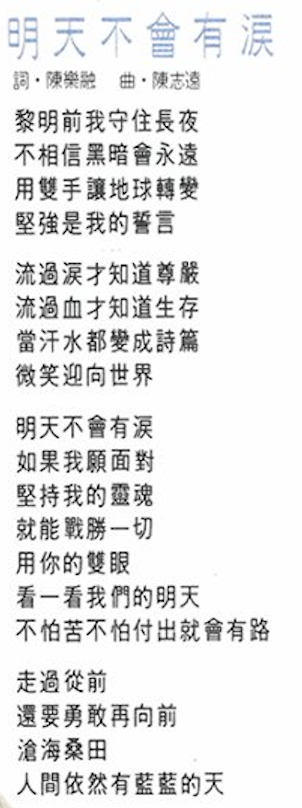 明天不會有淚
詞・陳樂融　曲・陳志遠
黎明前我守住長夜
不相信黑暗會永遠
用雙手讓地球轉變
堅強是我的誓言
流過淚才知道尊嚴
流過血才知道生存
當汗水都變成詩篇
微笑迎向世界
明天不會有淚
如果我願面對
堅持我的靈魂
就能戰勝一切
用你的雙眼
看一看我們的明天
不怕苦不怕付出就會有路
走過從前
還要勇敢再向前
滄海桑田
人間依然有藍藍的天